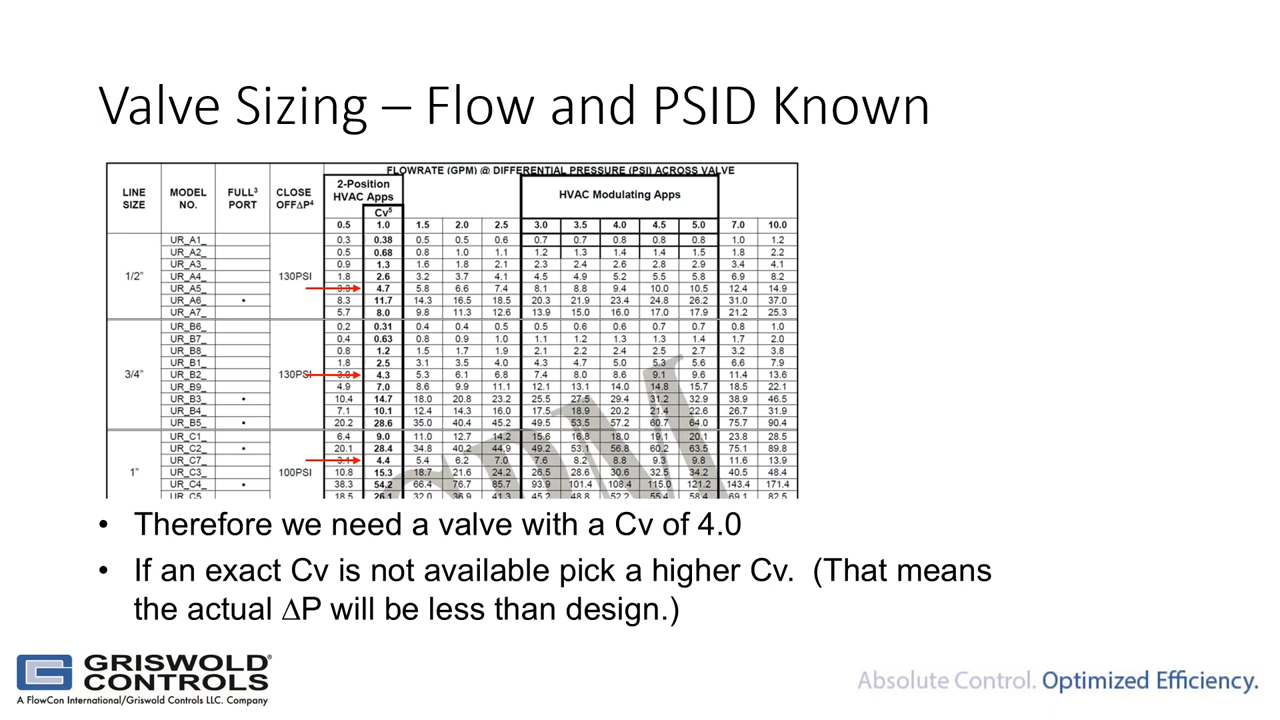 Valve Sizing – Flow and PSID Known
FLOWRATE (GPM) @ DIFFERENTIAL PRESSURE (PSI) ACROSS VALVE
LINE SIZE MODEL NO. FULL³ PORT CLOSE OFFΔP⁴ 2-Position HVAC Apps HVAC Modulating Apps
Cv⁵
0.5 1.0 1.5 2.0 2.5 3.0 3.5 4.0 4.5 5.0 7.0 10.0
1/2" 130PSI
UR_A1_ 0.3 0.38 0.5 0.5 0.6 0.7 0.7 0.8 0.8 0.8 1.0 1.2
UR_A2_ 0.5 0.68 0.8 1.0 1.1 1.2 1.3 1.4 1.4 1.5 1.8 2.2
UR_A3_ 0.9 1.3 1.6 1.8 2.1 2.3 2.4 2.6 2.8 2.9 3.4 4.1
UR_A4_ 1.8 2.6 3.2 3.7 4.1 4.5 4.9 5.2 5.5 5.8 6.9 8.2
UR_A5_ 4.7 5.8 6.6 7.4 8.1 8.8 9.4 10.0 10.5 12.4 14.9
UR_A6_ • 8.3 11.7 14.3 16.5 18.5 20.3 21.9 23.4 24.8 26.2 31.0 37.0
UR_A7_ 5.7 8.0 9.8 11.3 12.6 13.9 15.0 16.0 17.0 17.9 21.2 25.3
3/4" 130PSI
UR_B6_ 0.2 0.31 0.4 0.4 0.5 0.5 0.6 0.6 0.7 0.7 0.8 1.0
UR_B7_ 0.4 0.63 0.8 0.9 1.0 1.1 1.2 1.3 1.3 1.4 1.7 2.0
UR_B8_ 0.8 1.2 1.5 1.7 1.9 2.1 2.2 2.4 2.5 2.7 3.2 3.8
UR_B1_ 1.8 2.5 3.1 3.5 4.0 4.3 4.7 5.0 5.3 5.6 6.6 7.9
UR_B2_ 4.3 5.3 6.1 6.8 7.4 8.0 8.6 9.1 9.6 11.4 13.6
UR_B9_ 4.9 7.0 8.6 9.9 11.1 12.1 13.1 14.0 14.8 15.7 18.5 22.1
UR_B3_ • 10.4 14.7 18.0 20.8 23.2 25.5 27.5 29.4 31.2 32.9 38.9 46.5
UR_B4_ 7.1 10.1 12.4 14.3 16.0 17.5 18.9 20.2 21.4 22.6 26.7 31.9
UR_B5_ • 20.2 28.6 35.0 40.4 45.2 49.5 53.5 57.2 60.7 64.0 75.7 90.4
1" 100PSI
UR_C1_ 6.4 9.0 11.0 12.7 14.2 15.6 16.8 18.0 19.1 20.1 23.8 28.5
UR_C2_ • 20.1 28.4 34.8 40.2 44.9 49.2 53.1 56.8 60.2 63.5 75.1 89.8
UR_C7_ 4.4 5.4 6.2 7.0 7.6 8.2 8.8 9.3 9.8 11.6 13.9
UR_C3_ 10.8 15.3 18.7 21.6 24.2 26.5 28.6 30.6 32.5 34.2 40.5 48.4
UR_C4_ • 38.3 54.2 66.4 76.7 85.7 93.9 101.4 108.4 115.0 121.2 143.4 171.4
UR_C5_ 18.5 26.1 32.0 36.9 41.3 45.2 48.8 52.2 55.4 58.4 69.1 82.5
• Therefore we need a valve with a Cv of 4.0
• If an exact Cv is not available pick a higher Cv. (That means
the actual ∆P will be less than design.)
GRISWOLD®
CONTROLS
A FlowCon International/Griswold Controls LLC. Company
Absolute Control. Optimized Efficiency.